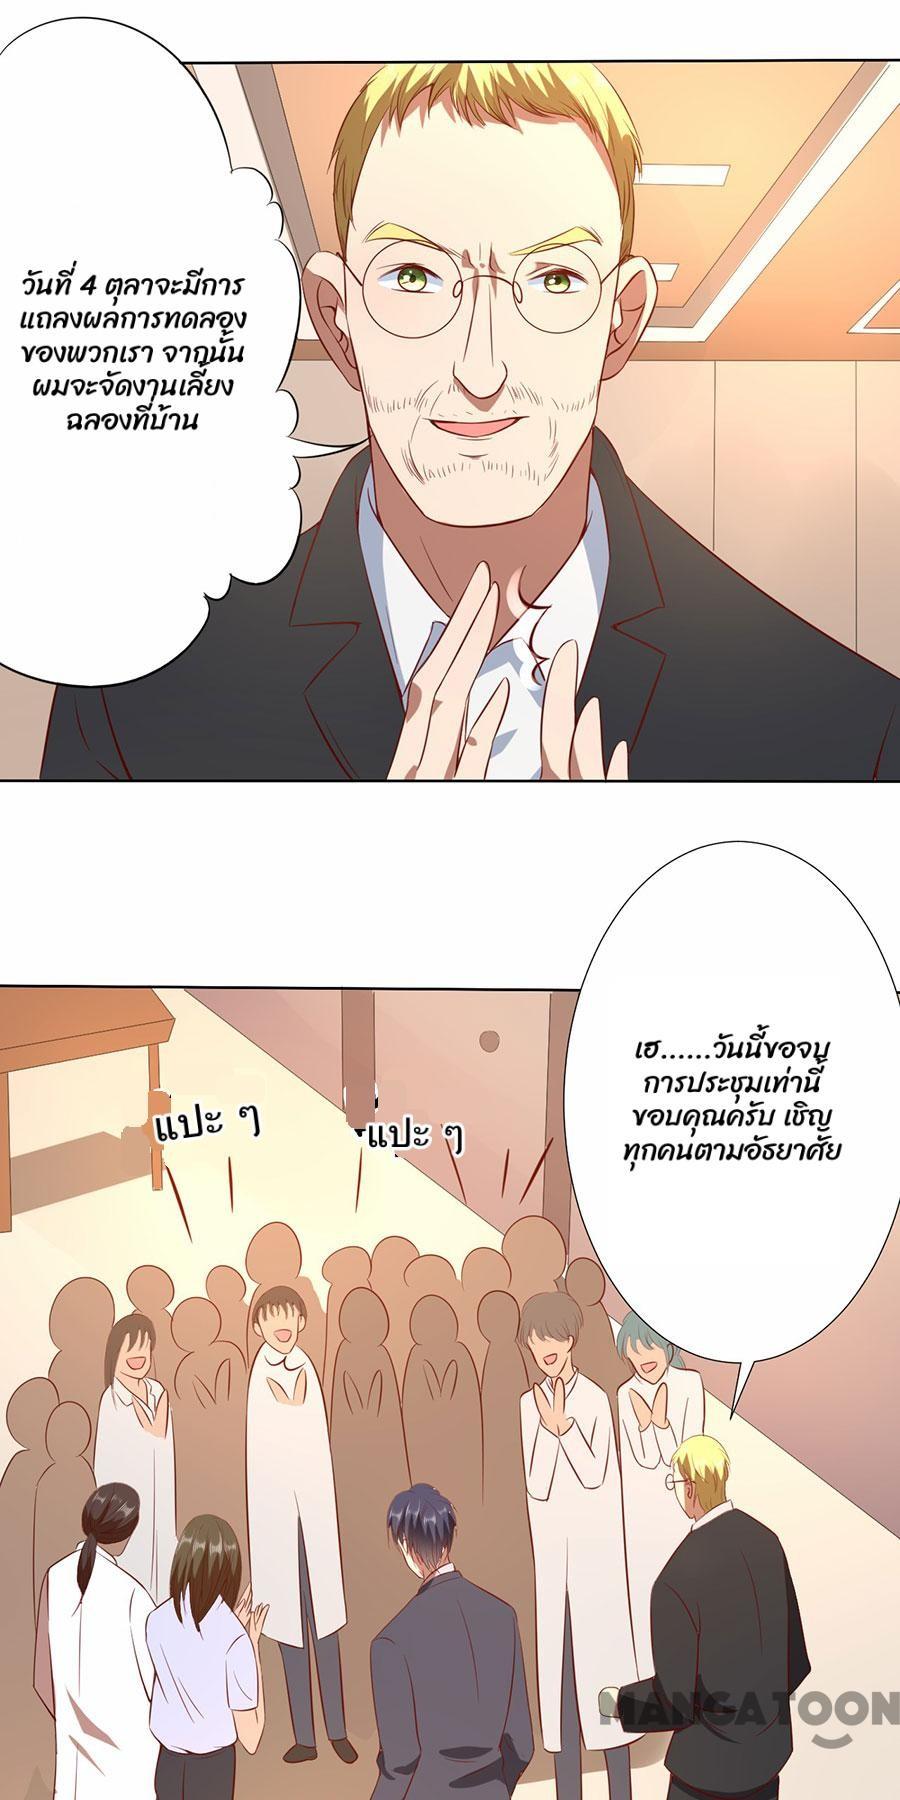 วันที่ 4 ตุลาจะมีการ
แถลงผลการทดลอง
ของพวกเรา จากนั้น
ผมจะจัดงานเลี้ยง
ฉลองที่บ้าน
เฮ......วันนี้ขอจบ
การประชุมเท่านี้
ขอบคุณครับ เชิญ
ทุกคนตามอัธยาศัย
แปะ ๆ
แปะ ๆ
MANGATOON